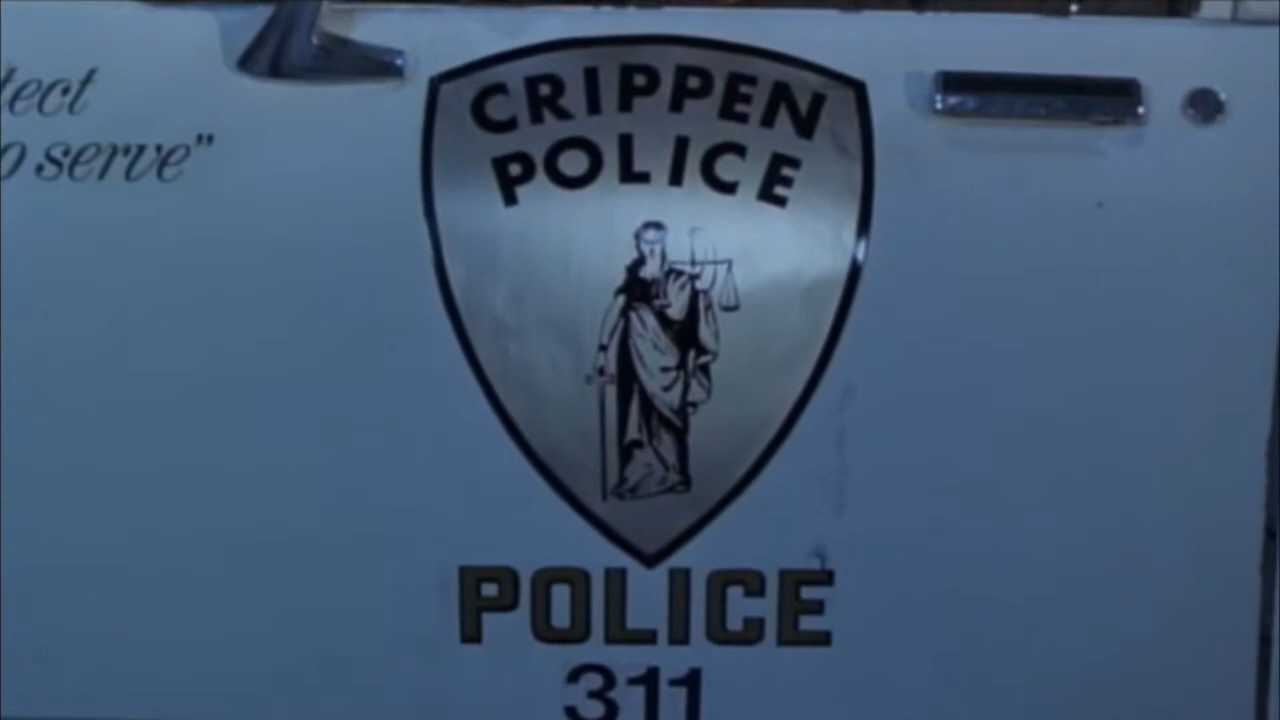 tect
o serve”
CRIPPEN
POLICE
POLICE
311